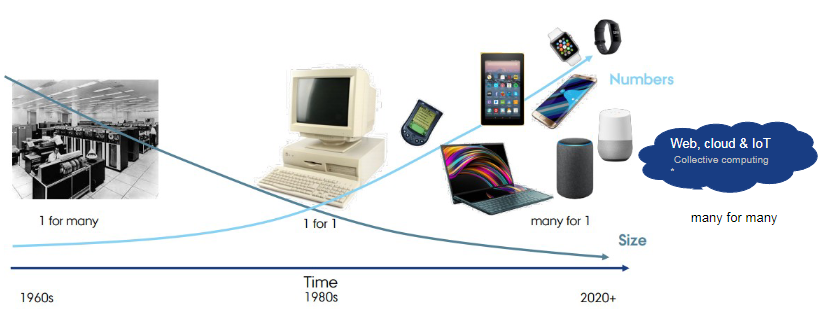 Numbers
Web, cloud & IoT
Collective computing
1 for many
1 for 1
many for 1
many for many
Size
Time
1960s
1980s
2020+